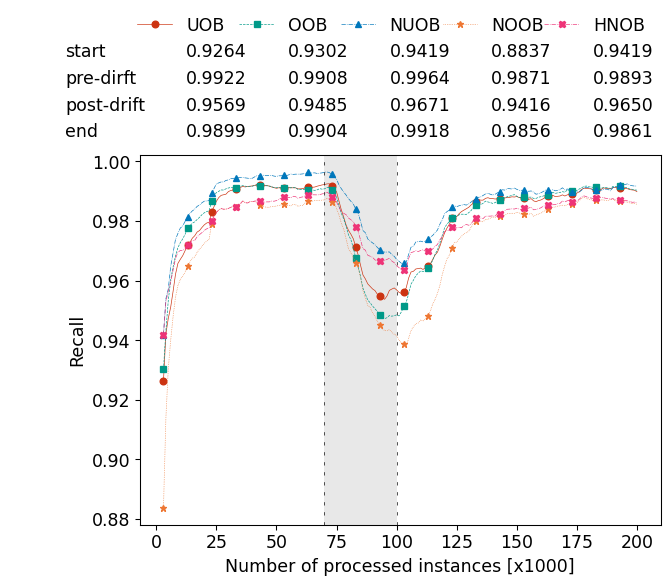 UOB OOB NUOB NOOB HNOB
start 0.9264 0.9302 0.9419 0.8837 0.9419
pre-dirft 0.9922 0.9908 0.9964 0.9871 0.9893
post-drift 0.9569 0.9485 0.9671 0.9416 0.9650
end 0.9899 0.9904 0.9918 0.9856 0.9861
1.00
0.98
0.96
0.94
0.92
0.90
0.88
Recall
0 25 50 75 100 125 150 175 200
Number of processed instances [x1000]